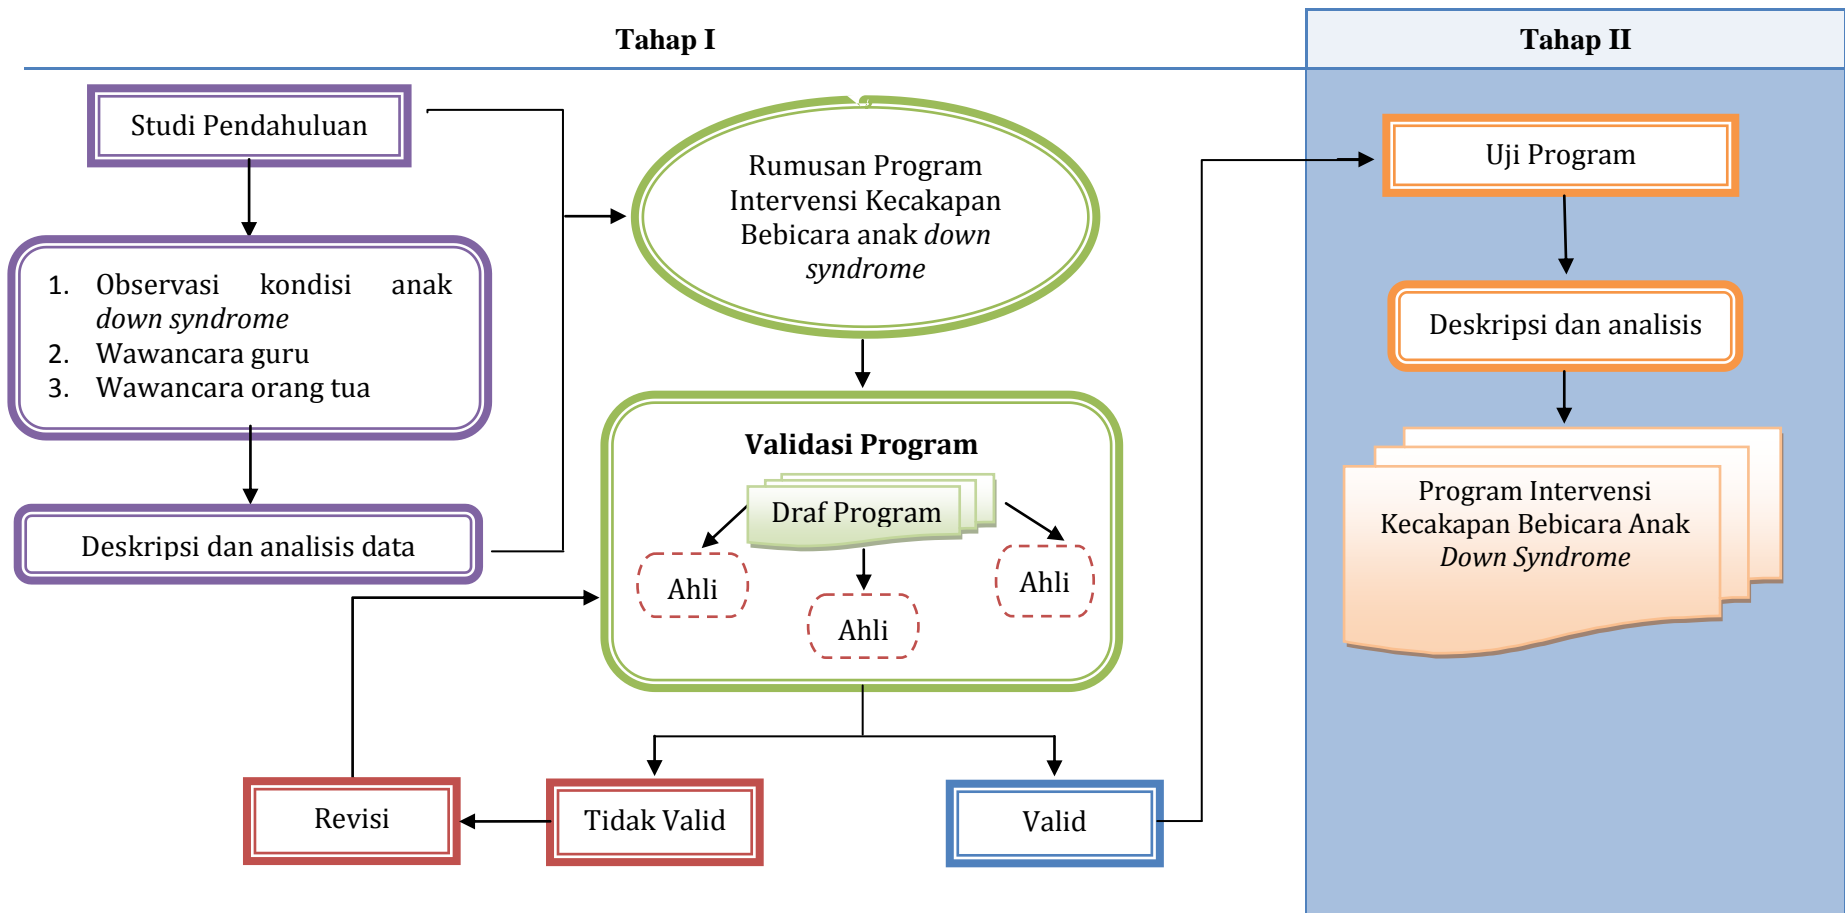 Tahap I
Tahap II
Studi Pendahuluan
1. Observasi kondisi anak
down syndrome
2. Wawancara guru
3. Wawancara orang tua
Deskripsi dan analisis data
Rumusan Program
Intervensi Kecakapan
Bebicara anak down
syndrome
Validasi Program
Draf Program
Ahli
Ahli
Ahli
Revisi
Tidak Valid
Valid
Uji Program
Deskripsi dan analisis
Program Intervensi
Kecakapan Bebicara Anak
Down Syndrome